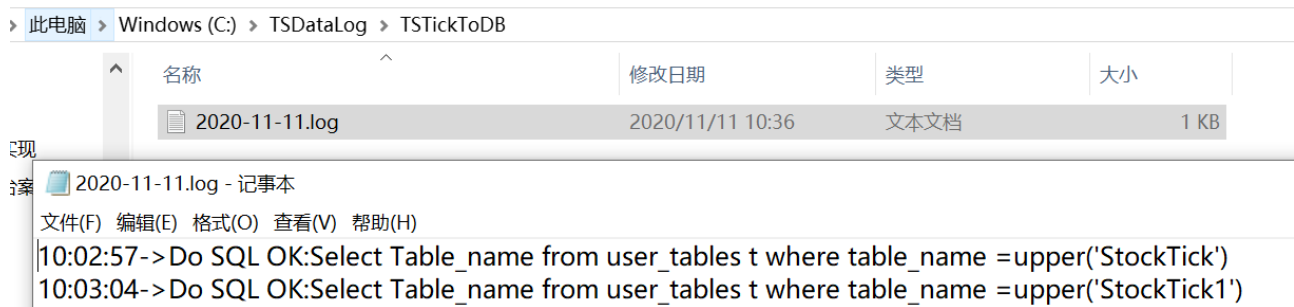 此电脑 > Windows (C:) > TSDataLog > TSTickToDB
名称 修改日期 类型 大小
2020-11-11.log 2020/11/11 10:36 文本文档 1 KB
2020-11-11.log - 记事本
文件(F) 编辑(E) 格式(O) 查看(V) 帮助(H)
10:02:57->Do SQL OK:Select Table_name from user_tables t where table_name =upper('StockTick')
10:03:04->Do SQL OK:Select Table_name from user_tables t where table_name =upper('StockTick1')